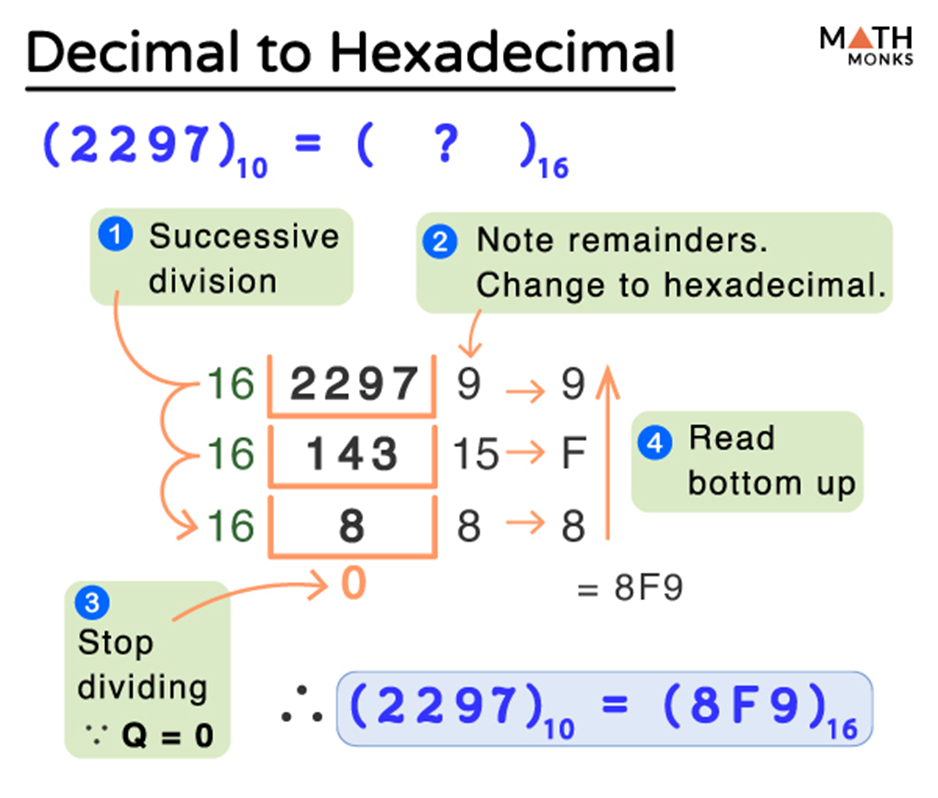 Decimal to Hexadecimal
MATH
MONKS
(2297)₁₀ = ( ? )₁₆
1 Successive
division
2 Note remainders.
Change to hexadecimal.
16 2297 9 → 9
16 143 15 → F
16 8 8 → 8
0
4 Read
bottom up
= 8F9
3
Stop
dividing
∵ Q = 0
∴ (2297)₁₀ = (8F9)₁₆